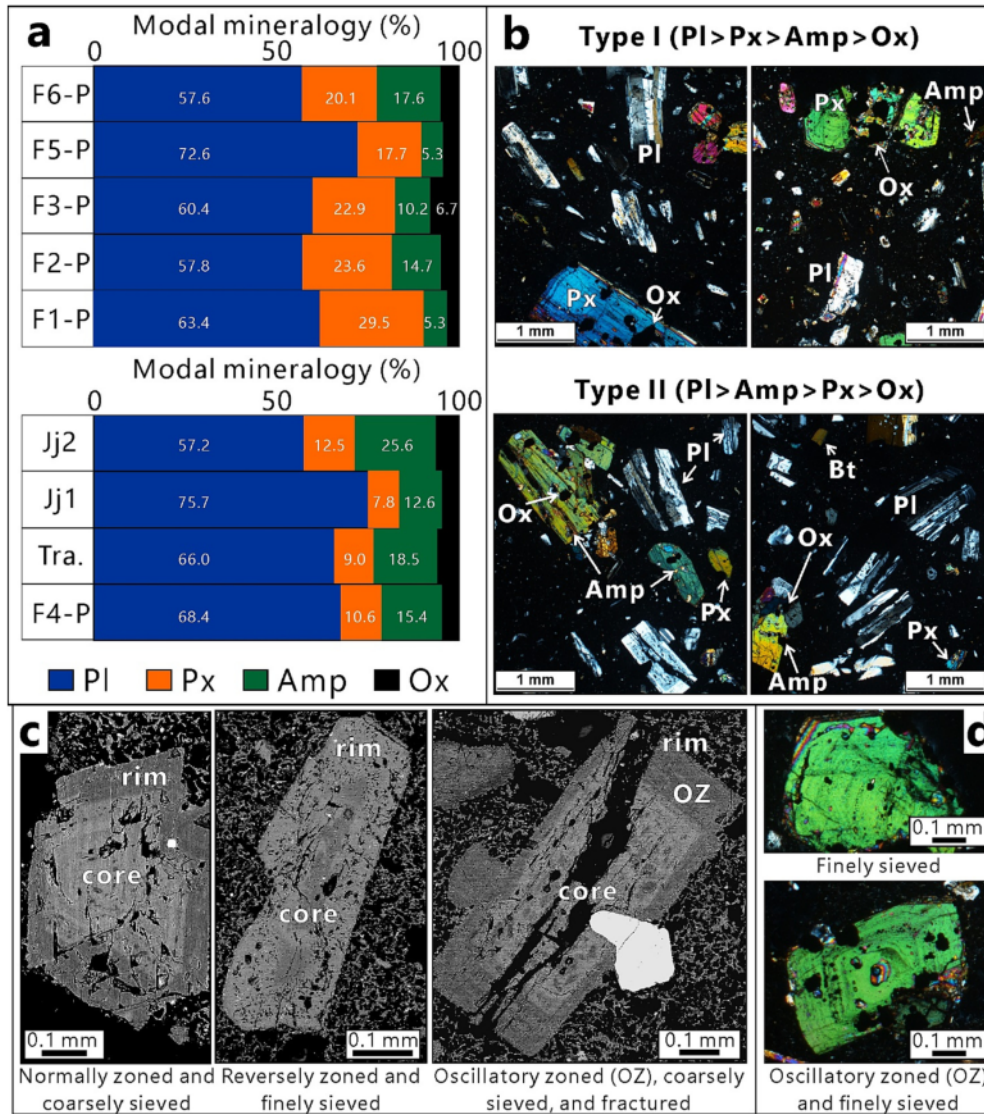 a
Modal mineralogy (%)
0 50 100
F6-P 57.6 20.1 17.6
F5-P 72.6 17.7 5.3
F3-P 60.4 22.9 10.2 6.7
F2-P 57.8 23.6 14.7
F1-P 63.4 29.5 5.3
Modal mineralogy (%)
0 50 100
Jj2 57.2 12.5 25.6
Jj1 75.7 7.8 12.6
Tra. 66.0 9.0 18.5
F4-P 68.4 10.6 15.4
Pl Px Amp Ox
b
Type I (Pl>Px>Amp>Ox)
Pl
Px
Ox
1 mm
Px
Amp
Ox
Pl
1 mm
Type II (Pl>Amp>Px>Ox)
Pl
Ox
Amp
Px
1 mm
Bt
Pl
Ox
Px
Amp
1 mm
c
rim
core
0.1 mm
Normally zoned and
coarsely sieved
rim
core
0.1 mm
Reversely zoned and
finely sieved
rim
OZ
core
0.1 mm
Oscillatory zoned (OZ), coarsely
sieved, and fractured
d
0.1 mm
Finely sieved
0.1 mm
Oscillatory zoned (OZ)
and finely sieved